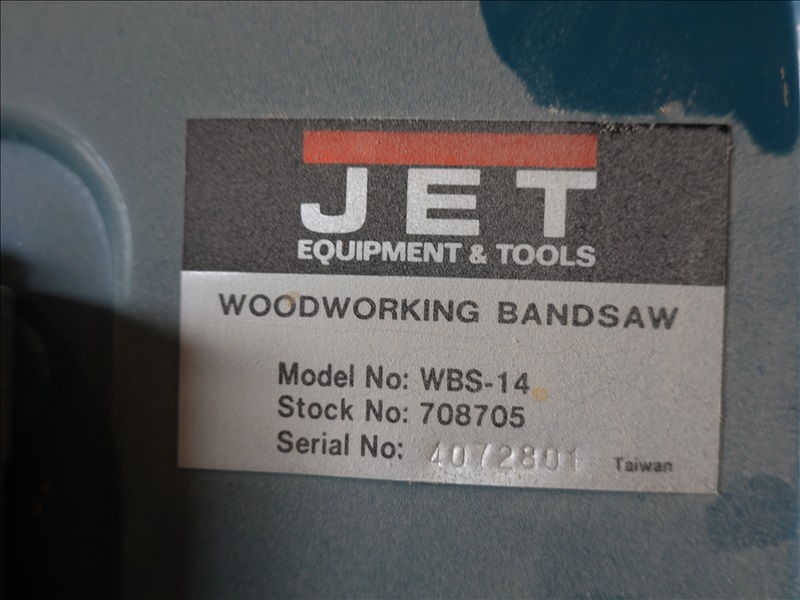 JET
EQUIPMENT & TOOLS
WOODWORKING BANDSAW
Model No: WBS-14
Stock No: 708705
Serial No: 4072801 Taiwan